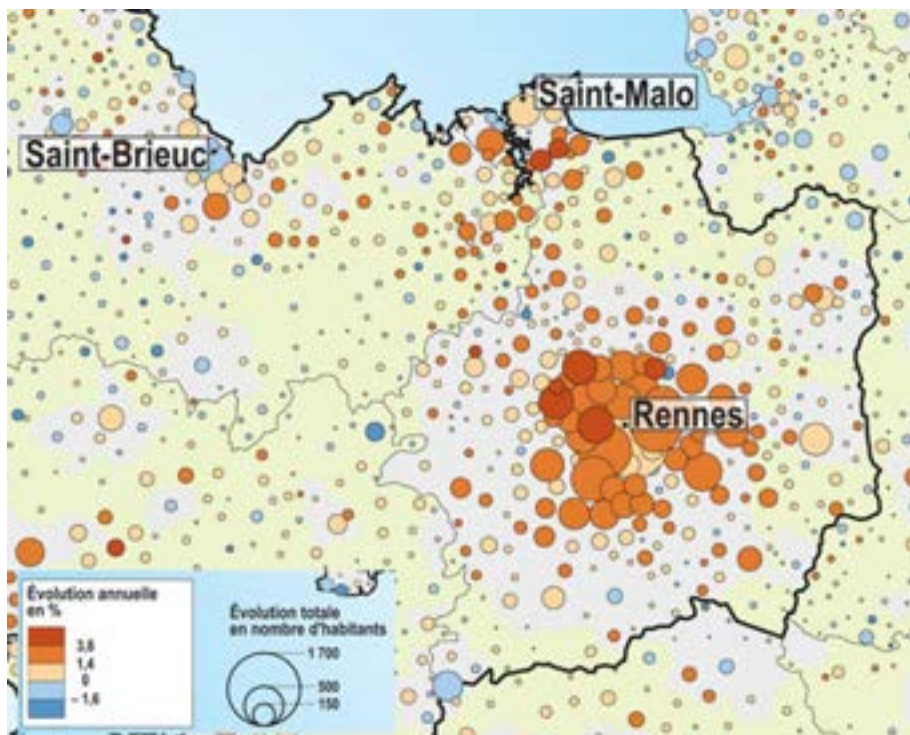 Saint-Malo
Saint-Brieuc
Rennes
Évolution annuelle
en %
3,8
1,4
0
– 1,6
Évolution totale
en nombre d'habitants
1 700
500
150